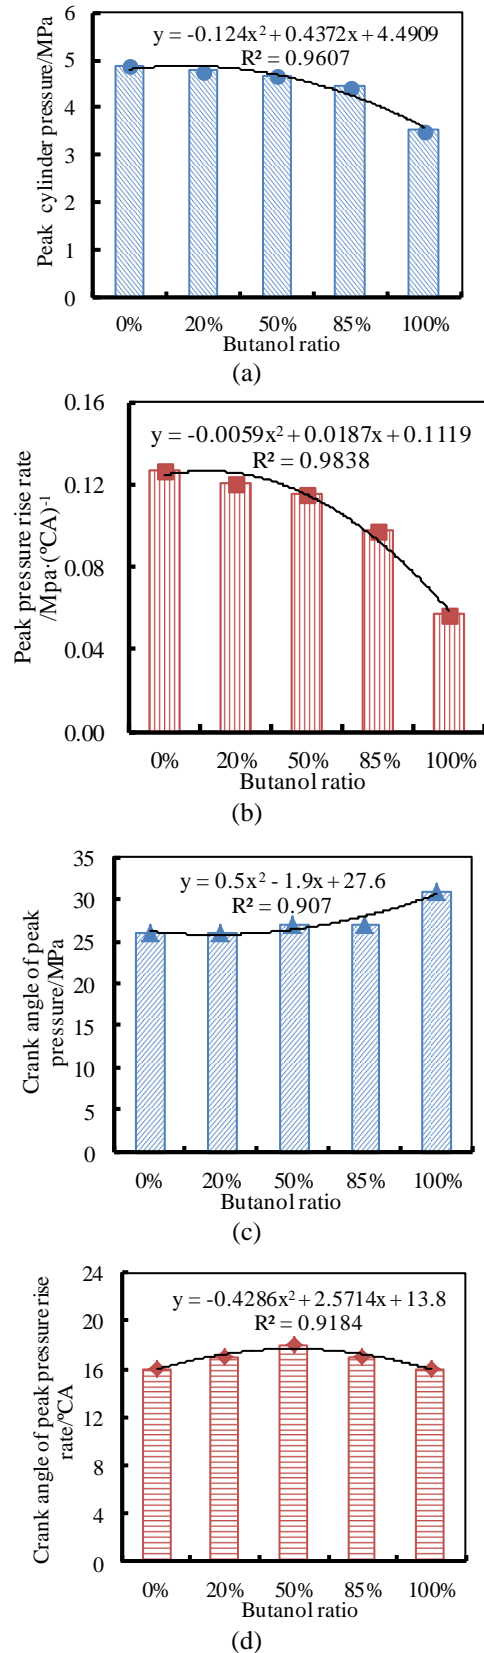 6
5
4
3
2
1
0
Peak cylinder pressure/MPa
y = -0.124x² + 0.4372x + 4.4909
R² = 0.9607
0% 20% 50% 85% 100%
Butanol ratio
(a)
0.16
0.12
0.08
0.04
0.00
Peak pressure rise rate
/Mpa·(ºCA)⁻¹
y = -0.0059x² + 0.0187x + 0.1119
R² = 0.9838
0% 20% 50% 85% 100%
Butanol ratio
(b)
35
30
25
20
15
10
5
0
Crank angle of peak
pressure/MPa
y = 0.5x² - 1.9x + 27.6
R² = 0.907
0% 20% 50% 85% 100%
Butanol ratio
(c)
24
20
16
12
8
4
0
Crank angle of peak pressure rise
rate/ºCA
y = -0.4286x² + 2.5714x + 13.8
R² = 0.9184
0% 20% 50% 85% 100%
Butanol ratio
(d)